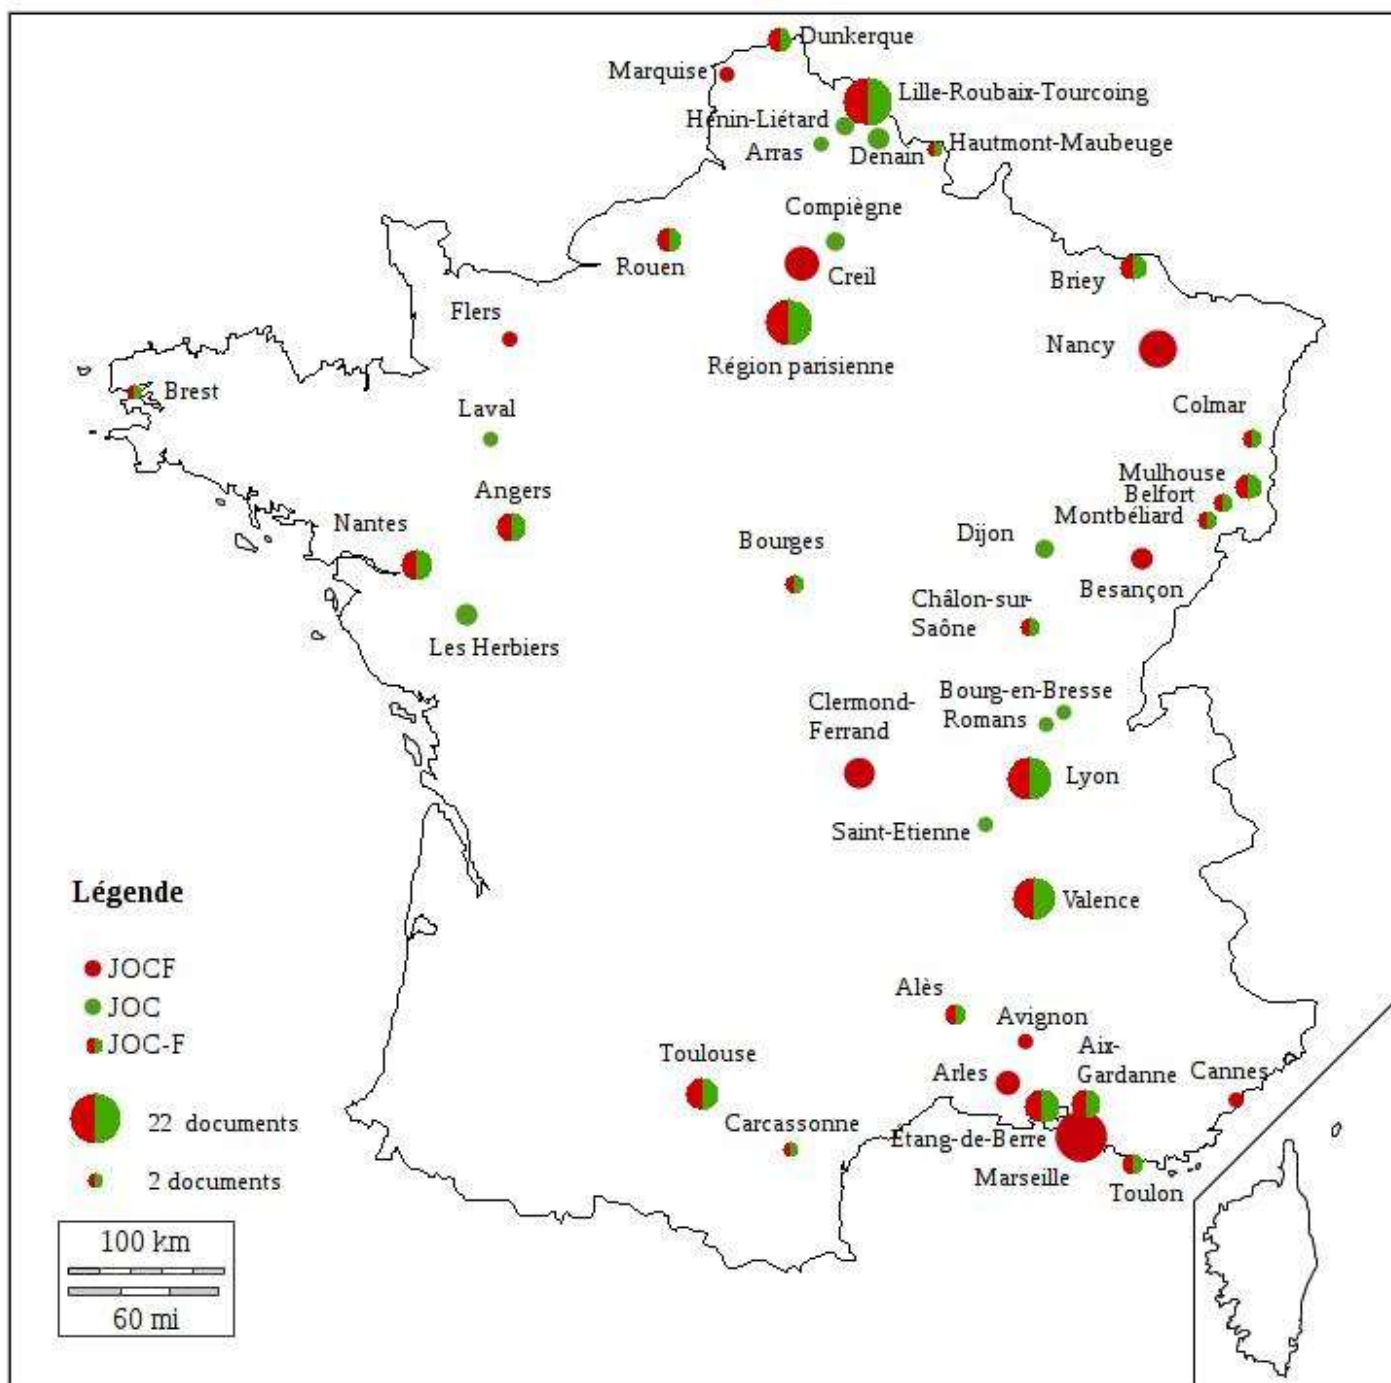 Dunkerque
Marquise
Lille-Roubaix-Tourcoing
Hénin-Liétard
Arras
Denain
Hautmont-Maubeuge
Compiègne
Rouen
Creil
Briey
Flers
Nancy
Région parisienne
Brest
Laval
Colmar
Angers
Mulhouse
Belfort
Montbéliard
Nantes
Bourges
Dijon
Besançon
Châlon-sur-
Saône
Les Herbiers
Clermond-
Ferrand
Bourg-en-Bresse
Romans
Lyon
Saint-Etienne
Valence
Légende
JOCF
JOC
JOC-F
22 documents
2 documents
100 km
60 mi
Alès
Avignon
Aix-
Gardanne
Toulouse
Arles
Cannes
Carcassonne
Etang-de-Berre
Marseille
Toulon